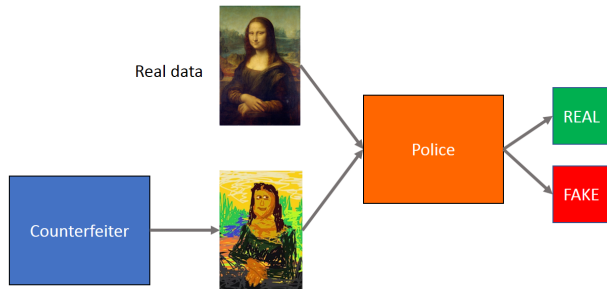 Real data
Counterfeiter
Police
REAL
FAKE